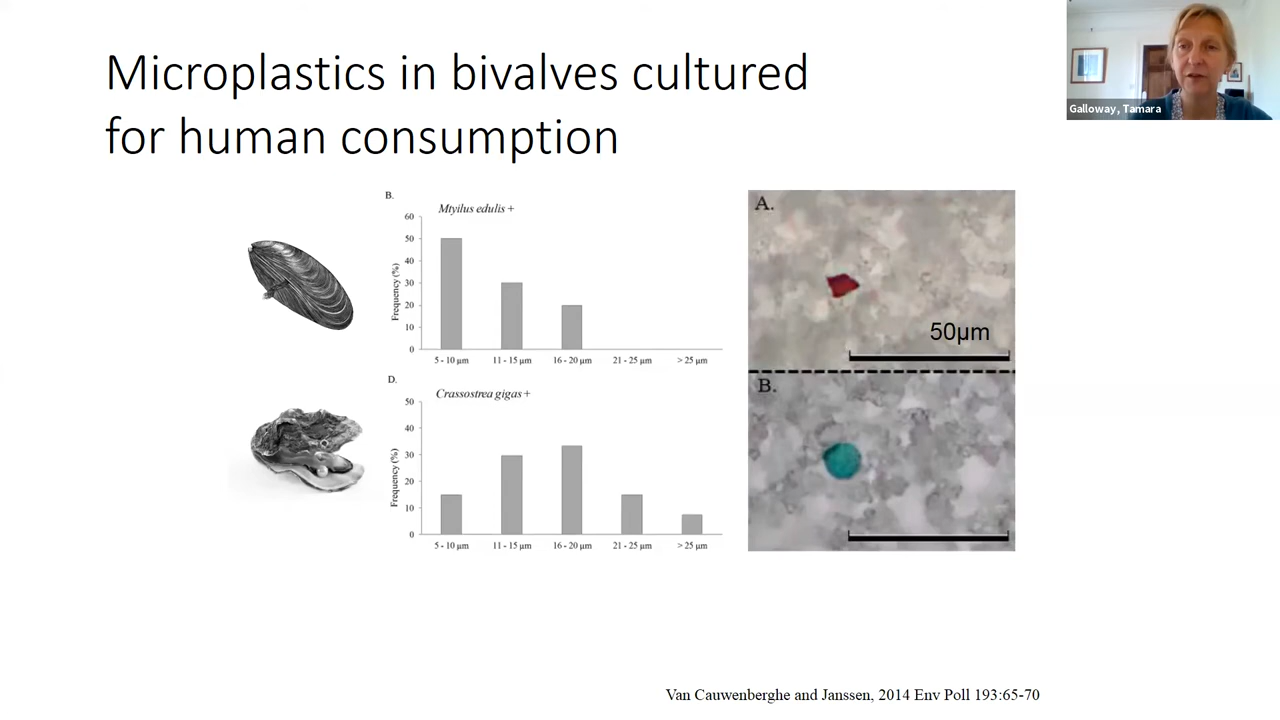 Microplastics in bivalves cultured
for human consumption
Galloway, Tamara
B.
Mtyilus edulis +
Frequency (%)
60
50
40
30
20
10
0
5 - 10 µm 11 - 15 µm 16 - 20 µm 21 - 25 µm > 25 µm
D.
Crassostrea gigas +
Frequency (%)
50
40
30
20
10
0
5 - 10 µm 11 - 15 µm 16 - 20 µm 21 - 25 µm > 25 µm
A.
50µm
B.
Van Cauwenberghe and Janssen, 2014 Env Poll 193:65-70